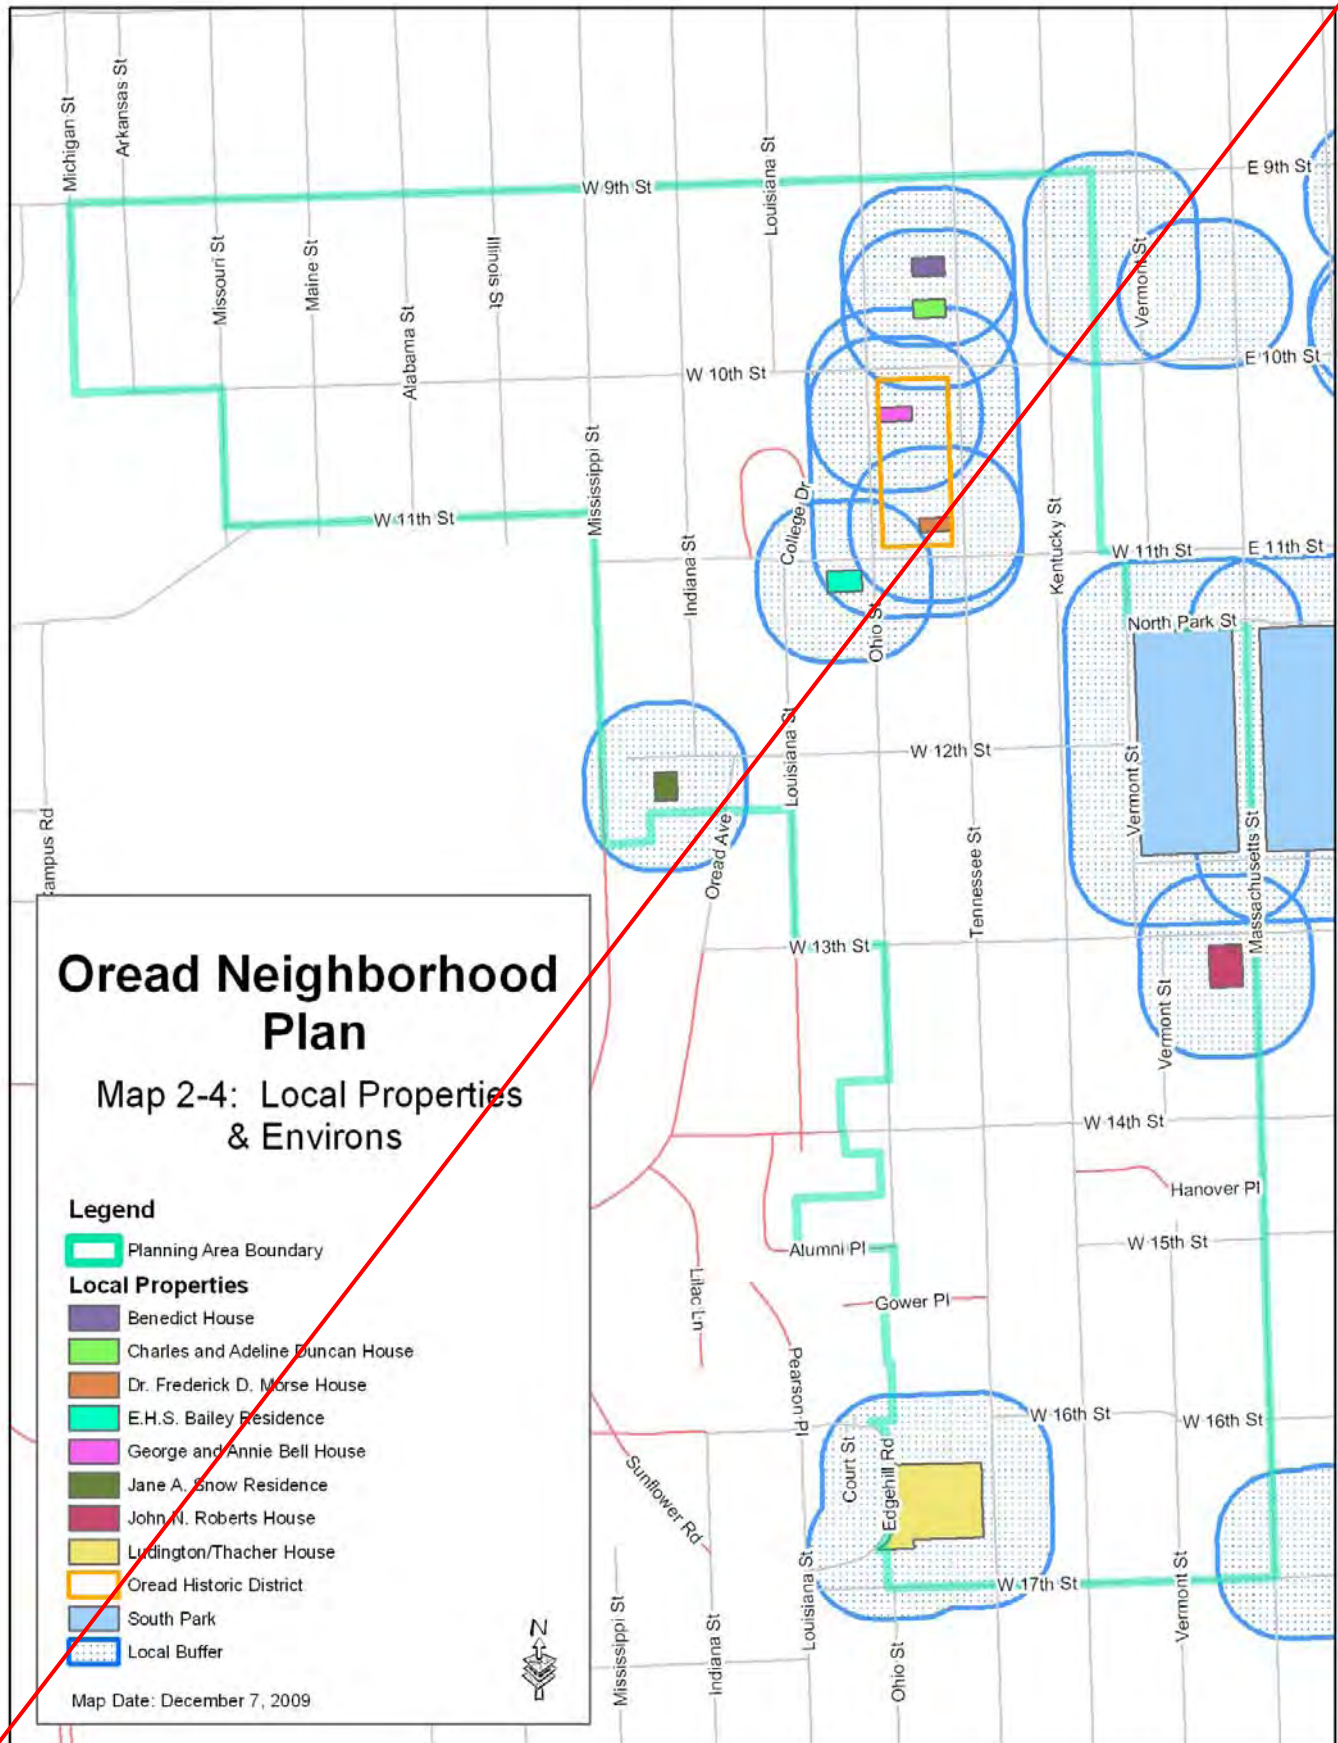 Michigan St
Arkansas St
Missouri St
Maine St
Alabama St
Illinois St
W 9th St
Louisiana St
E 9th St
Vermont St
E 10th St
W 10th St
Mississippi St
W 11th St
College Dr
Indiana St
Kentucky St
W 11th St
E 11th St
North Park St
Ohio St
Louisiana St
W 12th St
Vermont St
Massachusetts St
Oread Ave
Tennessee St
W 13th St
Vermont St
W 14th St
Hanover Pl
W 15th St
Alumni Pl
Gower Pl
Lilac Ln
Pearson Pl
W 16th St
W 16th St
Court St
Edgehill Rd
Sunflower Rd
W 17th St
Louisiana St
Vermont St
Mississippi St
Indiana St
Ohio St
Oread Neighborhood
Plan
Map 2-4: Local Properties
& Environs
Legend
Planning Area Boundary
Local Properties
Benedict House
Charles and Adeline Duncan House
Dr. Frederick D. Morse House
E.H.S. Bailey Residence
George and Annie Bell House
Jane A. Snow Residence
John N. Roberts House
Ludington/Thacher House
Oread Historic District
South Park
Local Buffer
N
Map Date: December 7, 2009